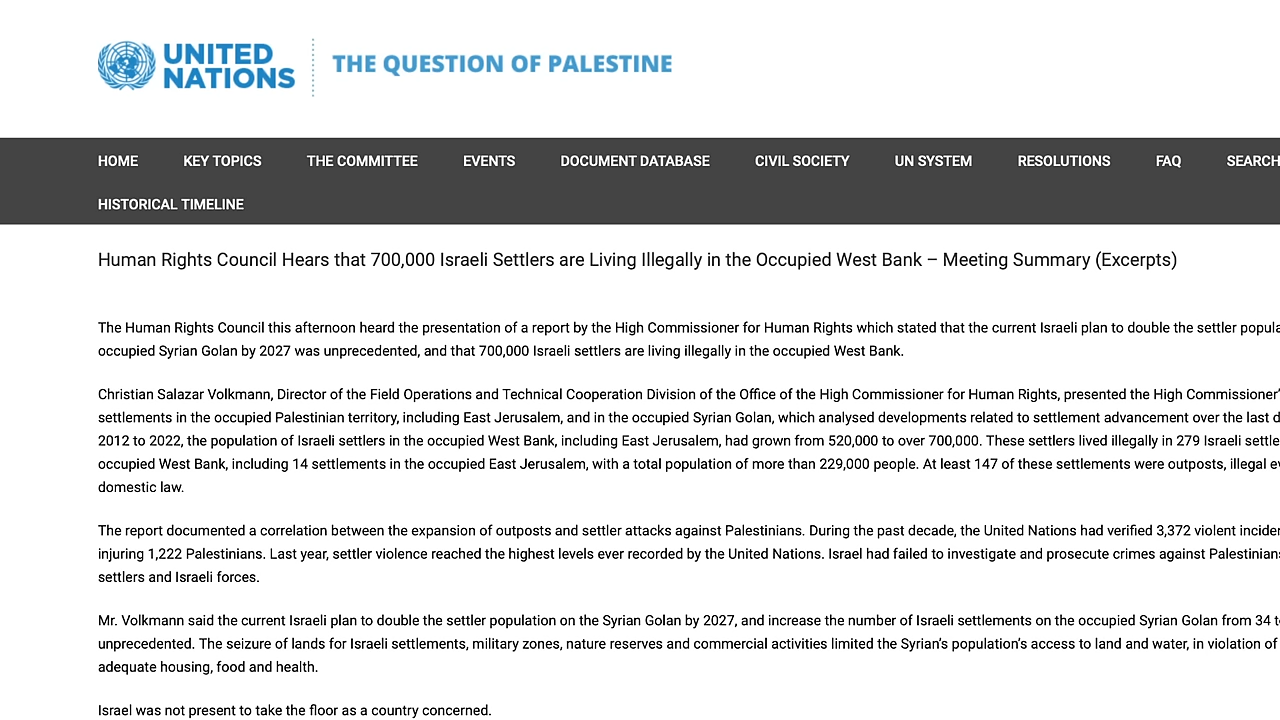 UNITED
NATIONS
THE QUESTION OF PALESTINE
HOME KEY TOPICS THE COMMITTEE EVENTS DOCUMENT DATABASE CIVIL SOCIETY UN SYSTEM RESOLUTIONS FAQ SEARCH
HISTORICAL TIMELINE
Human Rights Council Hears that 700,000 Israeli Settlers are Living Illegally in the Occupied West Bank – Meeting Summary (Excerpts)
The Human Rights Council this afternoon heard the presentation of a report by the High Commissioner for Human Rights which stated that the current Israeli plan to double the settler
occupied Syrian Golan by 2027 was unprecedented, and that 700,000 Israeli settlers are living illegally in the occupied West Bank.
Christian Salazar Volkmann, Director of the Field Operations and Technical Cooperation Division of the Office of the High Commissioner for Human Rights, presented the High Commissioner'
settlements in the occupied Palestinian territory, including East Jerusalem, and in the occupied Syrian Golan, which analysed developments related to settlement advancement over the last
2012 to 2022, the population of Israeli settlers in the occupied West Bank, including East Jerusalem, had grown from 520,000 to over 700,000. These settlers lived illegally in 279 Israeli
occupied West Bank, including 14 settlements in the occupied East Jerusalem, with a total population of more than 229,000 people. At least 147 of these settlements were outposts, illegal
domestic law.
The report documented a correlation between the expansion of outposts and settler attacks against Palestinians. During the past decade, the United Nations had verified 3,372 violent
injuring 1,222 Palestinians. Last year, settler violence reached the highest levels ever recorded by the United Nations. Israel had failed to investigate and prosecute crimes against Palestinians
settlers and Israeli forces.
Mr. Volkmann said the current Israeli plan to double the settler population on the Syrian Golan by 2027, and increase the number of Israeli settlements on the occupied Syrian Golan from 34
unprecedented. The seizure of lands for Israeli settlements, military zones, nature reserves and commercial activities limited the Syrian's population's access to land and water, in violation of
adequate housing, food and health.
Israel was not present to take the floor as a country concerned.